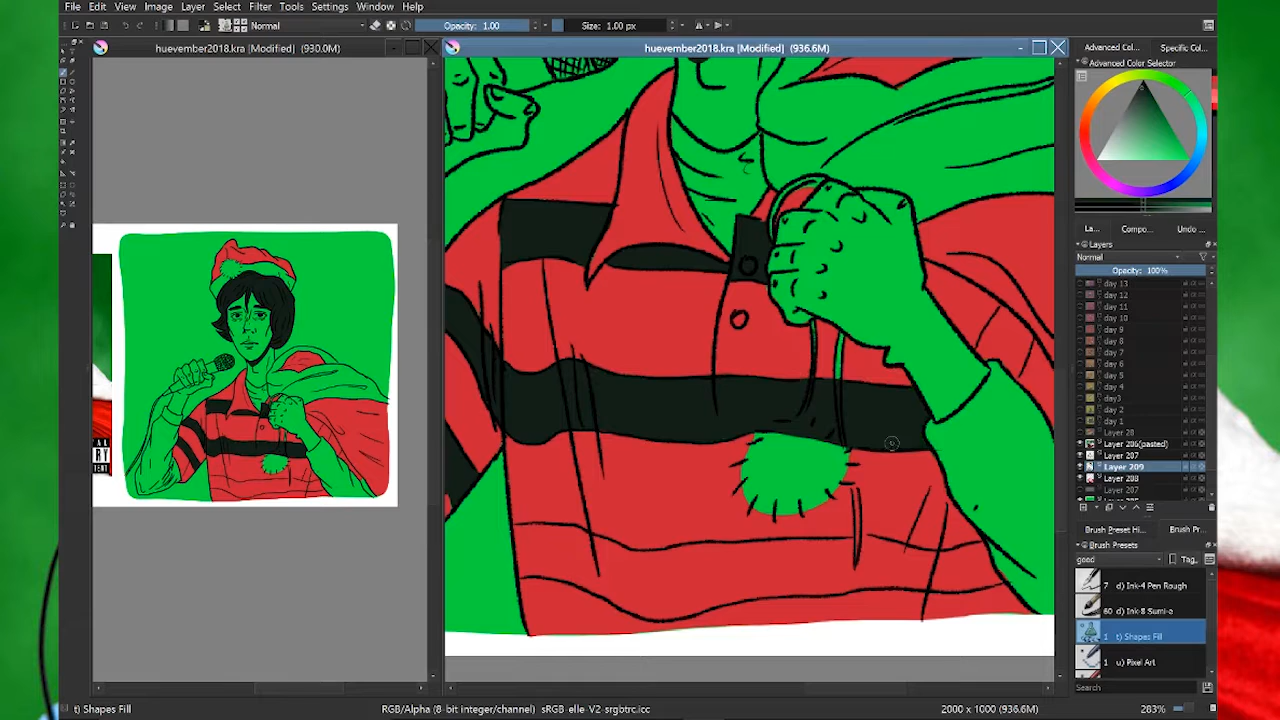 File Edit View Image Layer Select Filter Tools Settings Window Help
Normal Opacity: 1.00 Size: 1.00 px
huevember2018.kra [Modified] (930.0M)
huevember2018.kra [Modified] (936.6M)
Advanced Col... Specific Col...
Advanced Color Selector
La... Compo... Undo ...
Layers
Normal
Opacity: 100%
day 13
day 12
day 11
day 10
day 9
day 8
day 7
day 6
day 5
day 4
day3
day 2
day 1
Layer 28
Layer 206(pasted)
Layer 207
Layer 209
Layer 208
Layer 207
Brush Preset Hi... Brush Pr...
Brush Presets
good Tag
7 d) Ink-4 Pen Rough
60 d) Ink-8 Sumi-e
1 t) Shapes Fill
1 u) Pixel Art
Search
t) Shapes Fill RGB/Alpha (8-bit integer/channel) sRGB-elle-V2-srgbtrc.icc 2000 x 1000 (936.6M) 283%